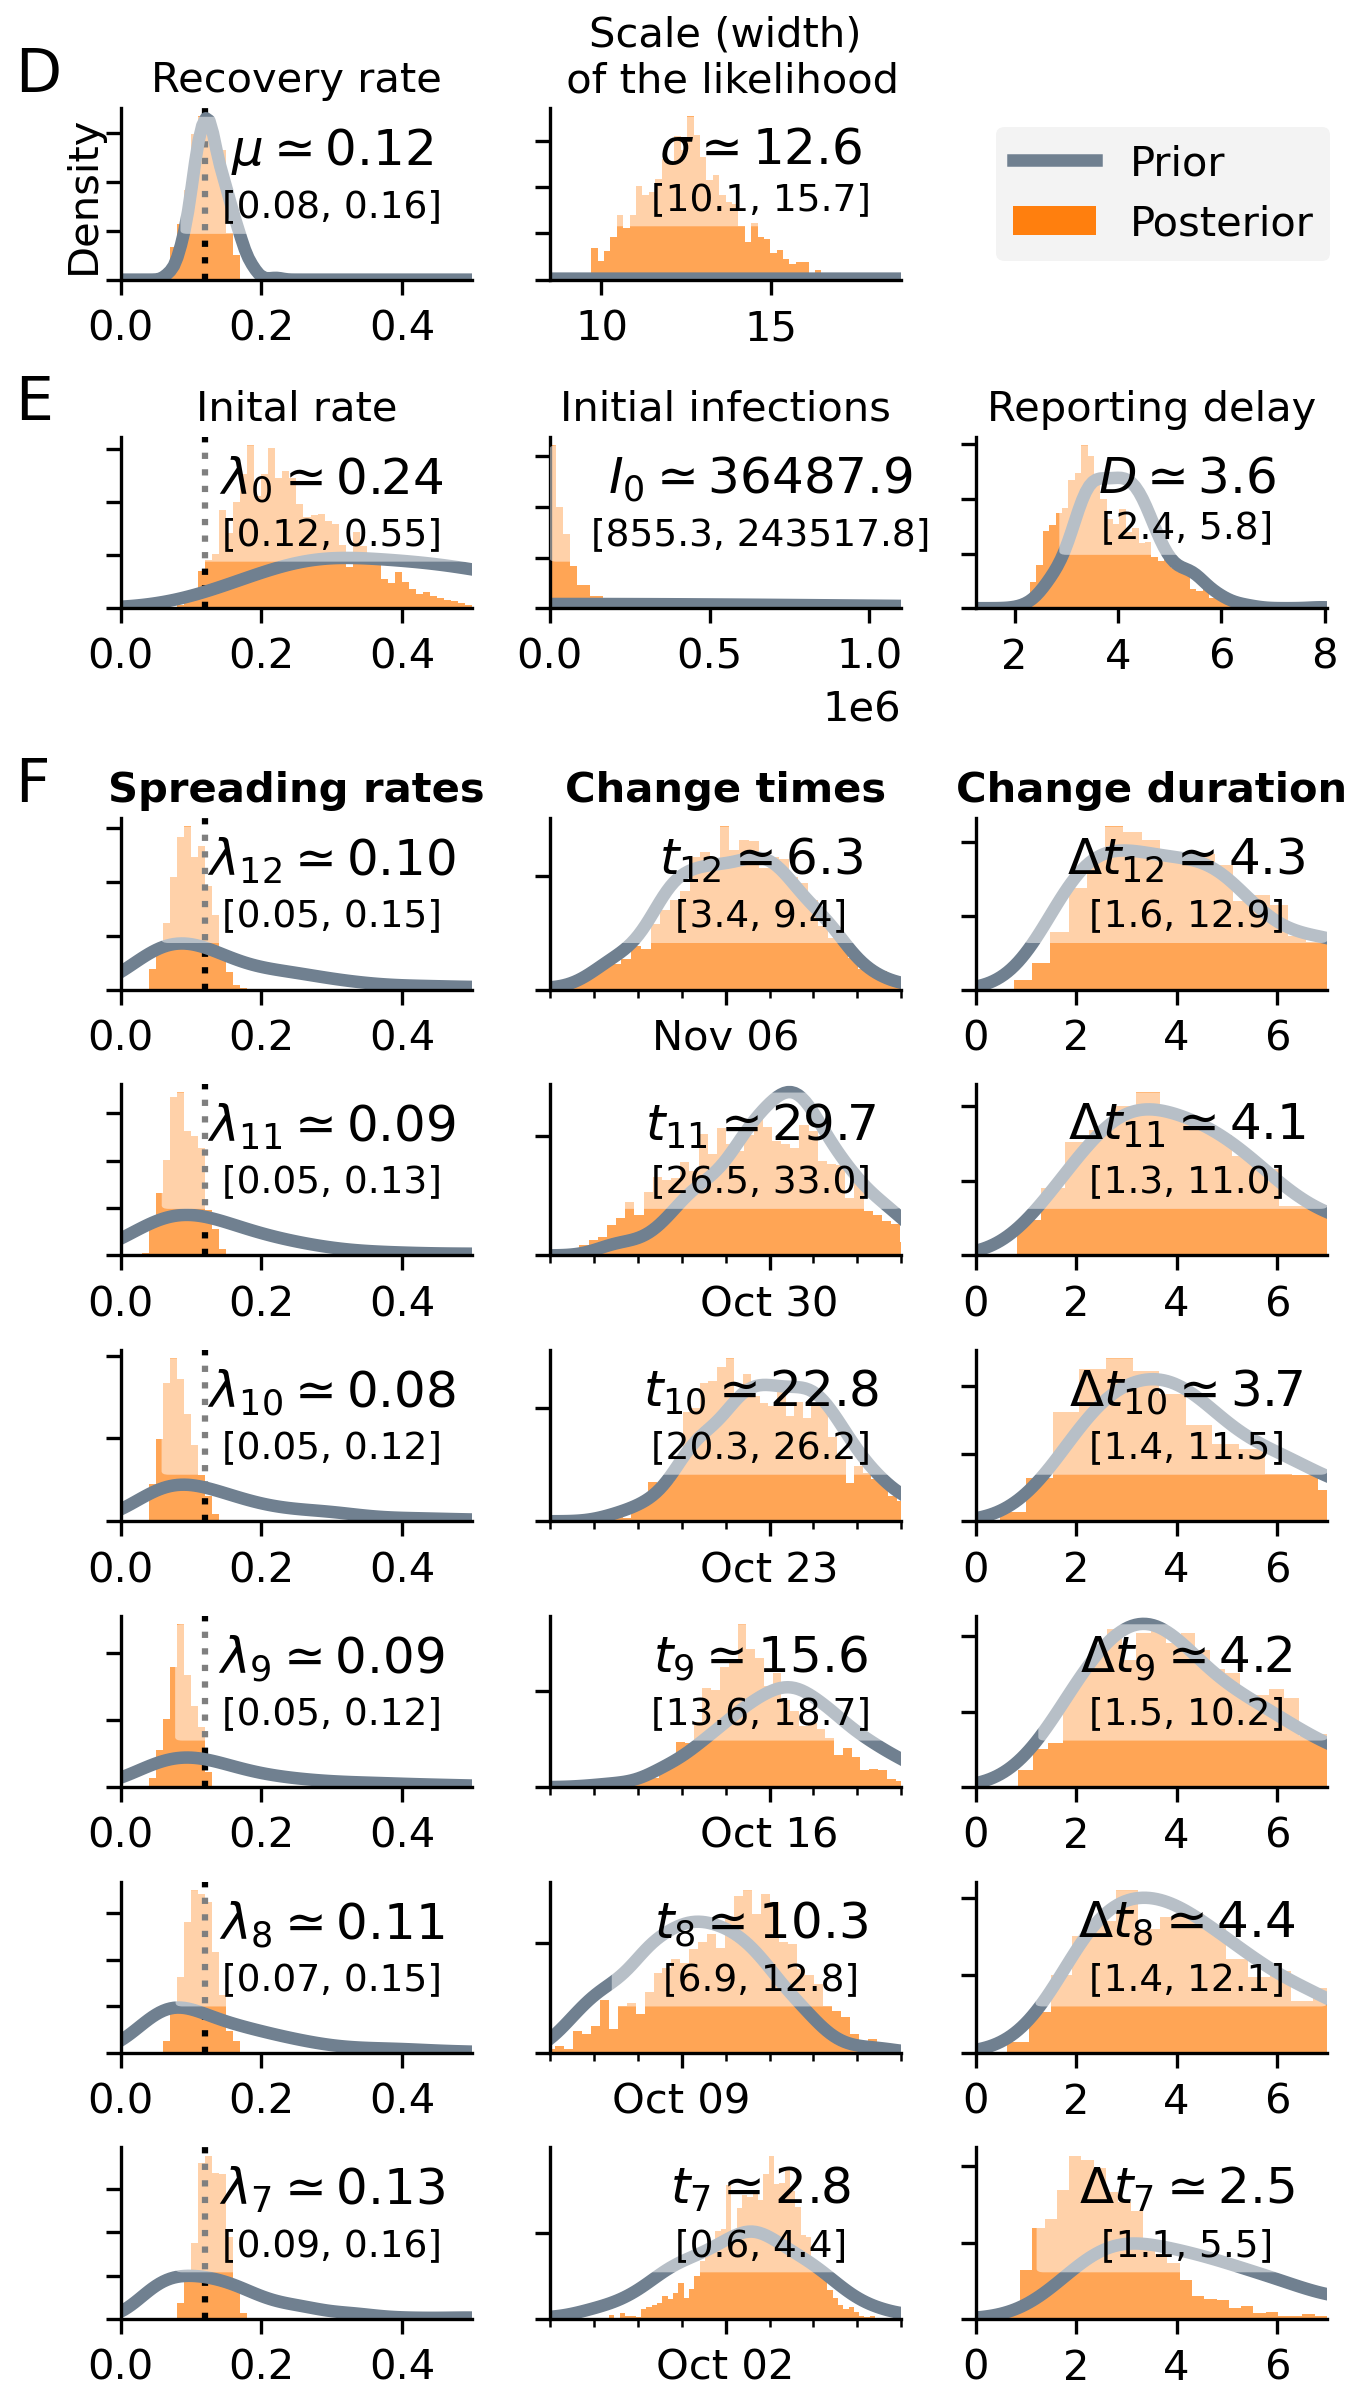 D
Recovery rate
Scale (width)
of the likelihood
Density
μ ≃ 0.12
[0.08, 0.16]
0.0 0.2 0.4
σ ≃ 12.6
[10.1, 15.7]
10 15
Prior
Posterior
E
Inital rate
λ0 ≃ 0.24
[0.12, 0.55]
0.0 0.2 0.4
Initial infections
I0 ≃ 36487.9
[855.3, 243517.8]
0.0 0.5 1.0
1e6
Reporting delay
D ≃ 3.6
[2.4, 5.8]
2 4 6 8
F
Spreading rates
Change times
Change duration
λ12 ≃ 0.10
[0.05, 0.15]
0.0 0.2 0.4
t12 ≃ 6.3
[3.4, 9.4]
Nov 06
Δt12 ≃ 4.3
[1.6, 12.9]
0 2 4 6
λ11 ≃ 0.09
[0.05, 0.13]
0.0 0.2 0.4
t11 ≃ 29.7
[26.5, 33.0]
Oct 30
Δt11 ≃ 4.1
[1.3, 11.0]
0 2 4 6
λ10 ≃ 0.08
[0.05, 0.12]
0.0 0.2 0.4
t10 ≃ 22.8
[20.3, 26.2]
Oct 23
Δt10 ≃ 3.7
[1.4, 11.5]
0 2 4 6
λ9 ≃ 0.09
[0.05, 0.12]
0.0 0.2 0.4
t9 ≃ 15.6
[13.6, 18.7]
Oct 16
Δt9 ≃ 4.2
[1.5, 10.2]
0 2 4 6
λ8 ≃ 0.11
[0.07, 0.15]
0.0 0.2 0.4
t8 ≃ 10.3
[6.9, 12.8]
Oct 09
Δt8 ≃ 4.4
[1.4, 12.1]
0 2 4 6
λ7 ≃ 0.13
[0.09, 0.16]
0.0 0.2 0.4
t7 ≃ 2.8
[0.6, 4.4]
Oct 02
Δt7 ≃ 2.5
[1.1, 5.5]
0 2 4 6